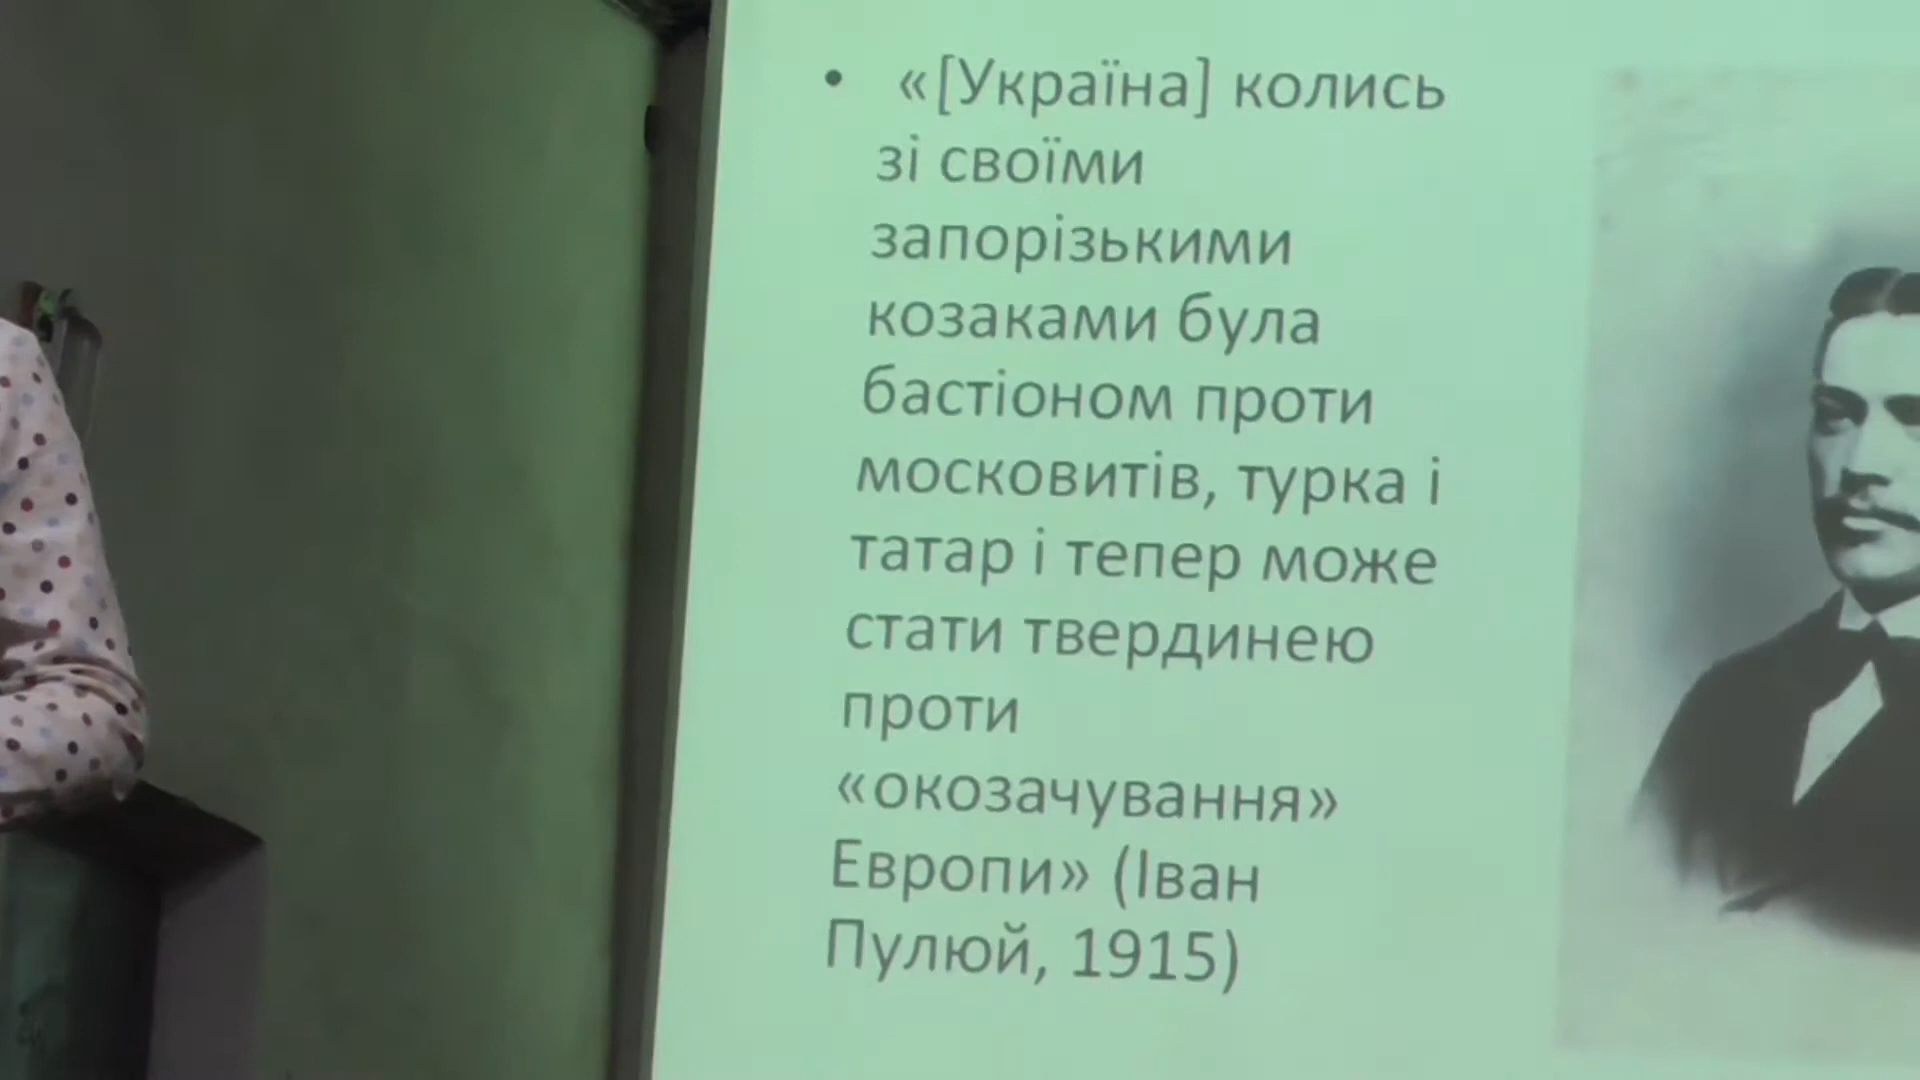 • «[Україна] колись
зі своїми
запорізькими
козаками була
бастіоном проти
московитів, турка і
татар і тепер може
стати твердинею
проти
«окозачування»
Европи» (Іван
Пулюй, 1915)